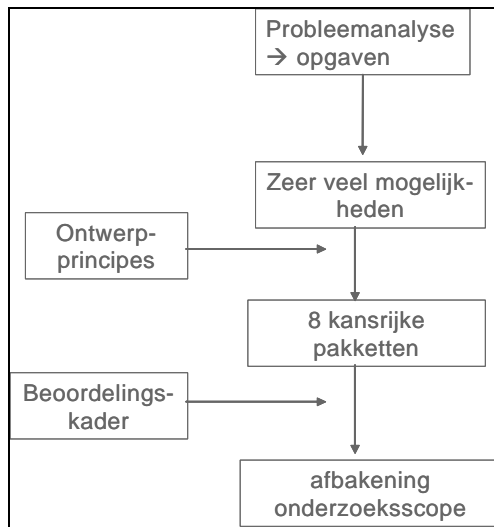 Probleemanalyse
→ opgaven
Zeer veel mogelijk-
heden
Ontwerp-
principes
8 kansrijke
pakketten
Beoordelings-
kader
afbakening
onderzoeksscope